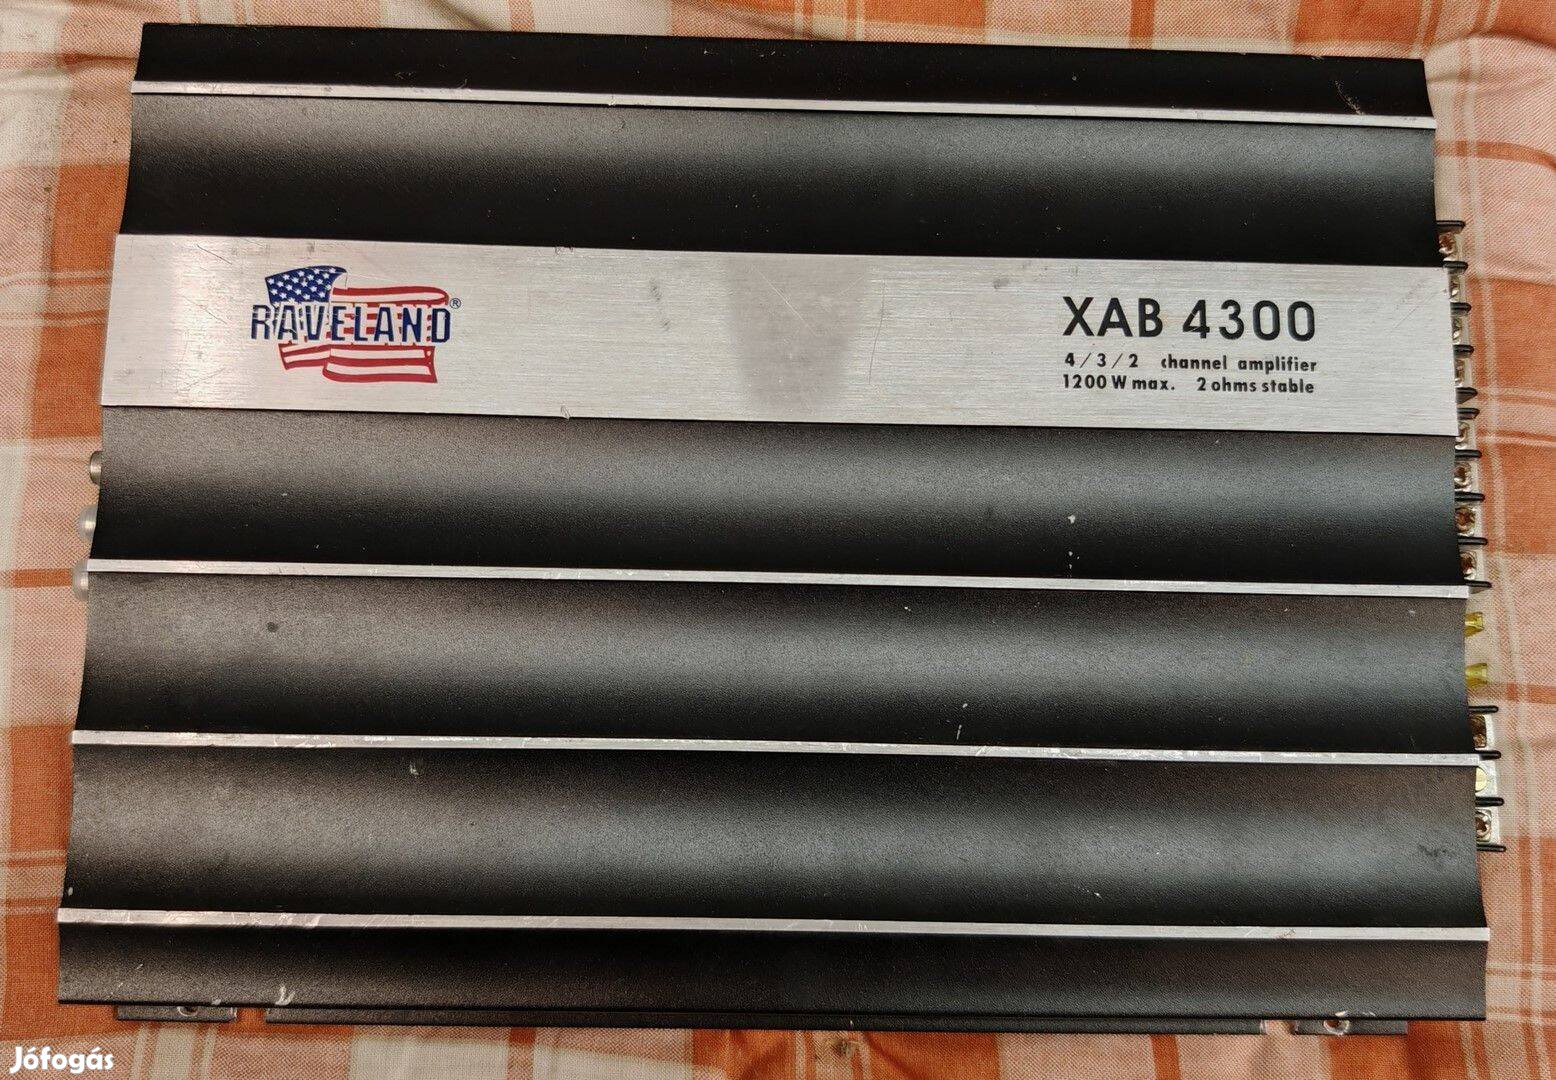 RAVELAND®
XAB 4300
4/3/2 channel amplifier
1200 W max. 2 ohms stable
Jófogás